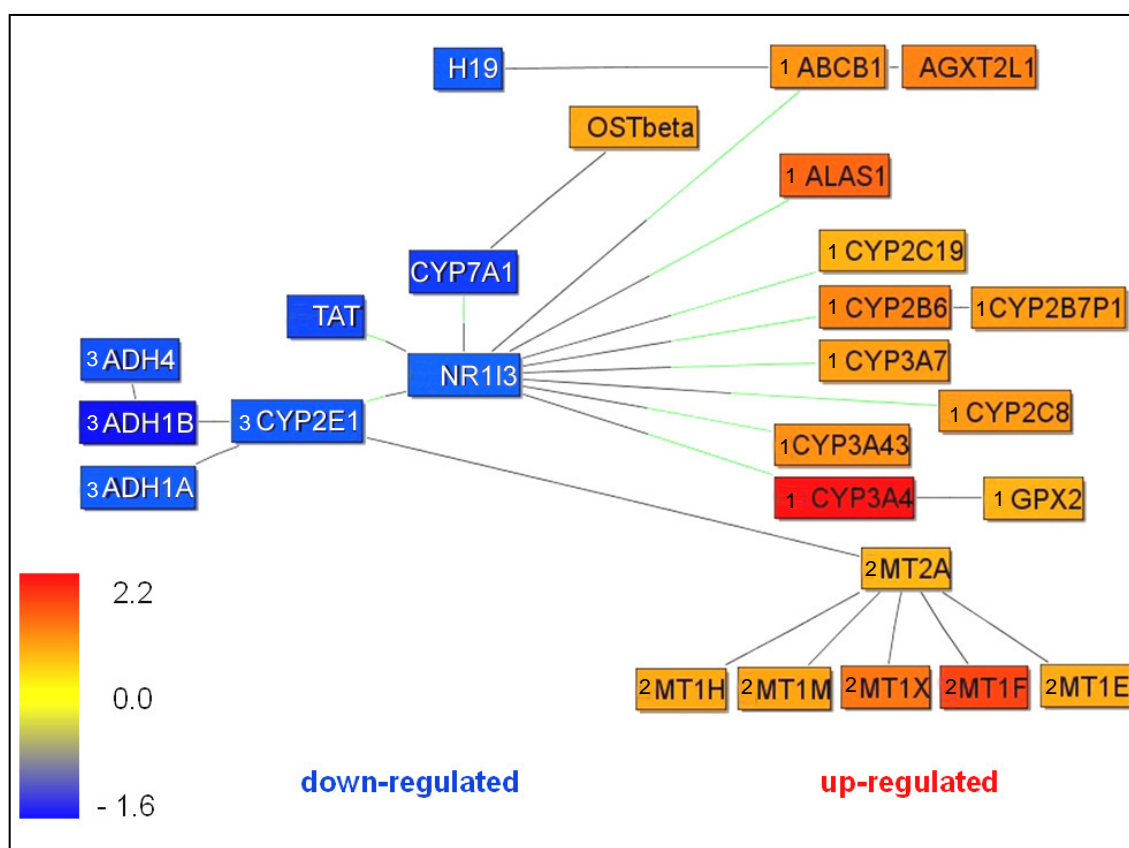 H19
1 ABCB1
AGXT2L1
OSTbeta
1 ALAS1
CYP7A1
1 CYP2C19
TAT
1 CYP2B6
1 CYP2B7P1
3 ADH4
NR1I3
1 CYP3A7
3 ADH1B
3 CYP2E1
1 CYP2C8
1 CYP3A43
3 ADH1A
1 CYP3A4
1 GPX2
2 MT2A
2.2
0.0
- 1.6
2 MT1H
2 MT1M
2 MT1X
2 MT1F
2 MT1E
down-regulated
up-regulated